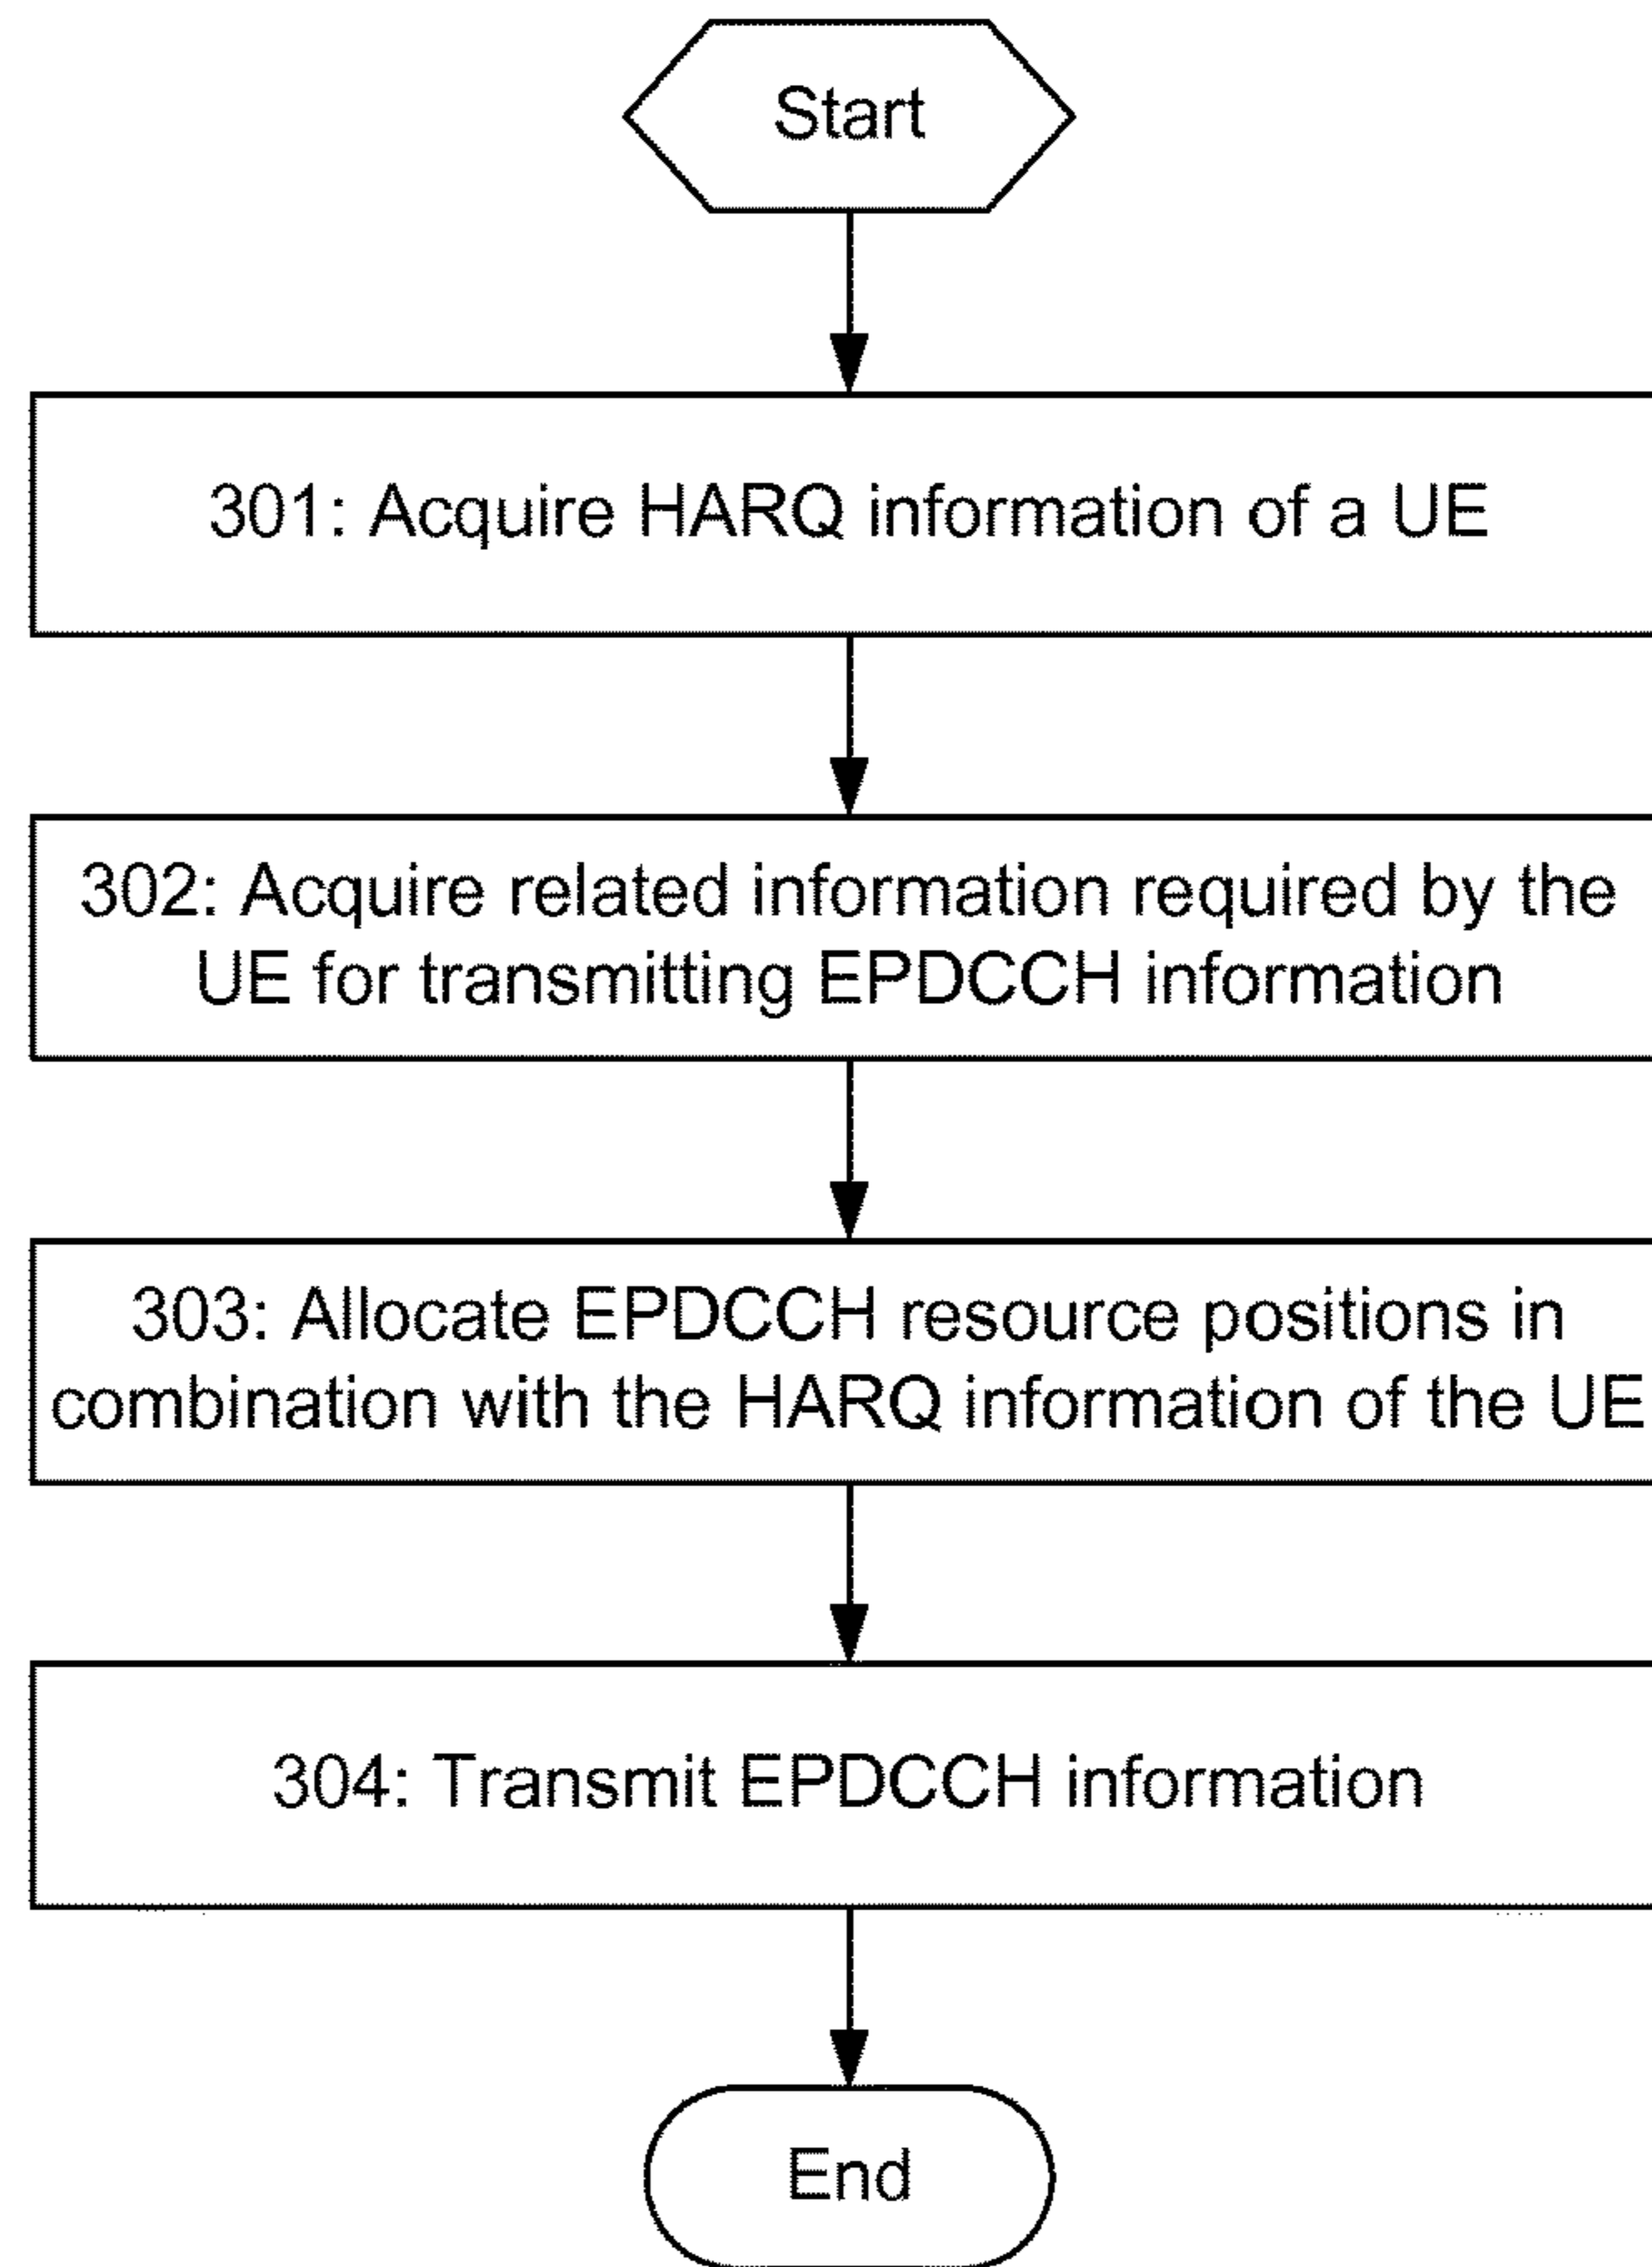 Start
301: Acquire HARQ information of a UE
302: Acquire related information required by the
UE for transmitting EPDCCH information
303: Allocate EPDCCH resource positions in
combination with the HARQ information of the UE
304: Transmit EPDCCH information
End